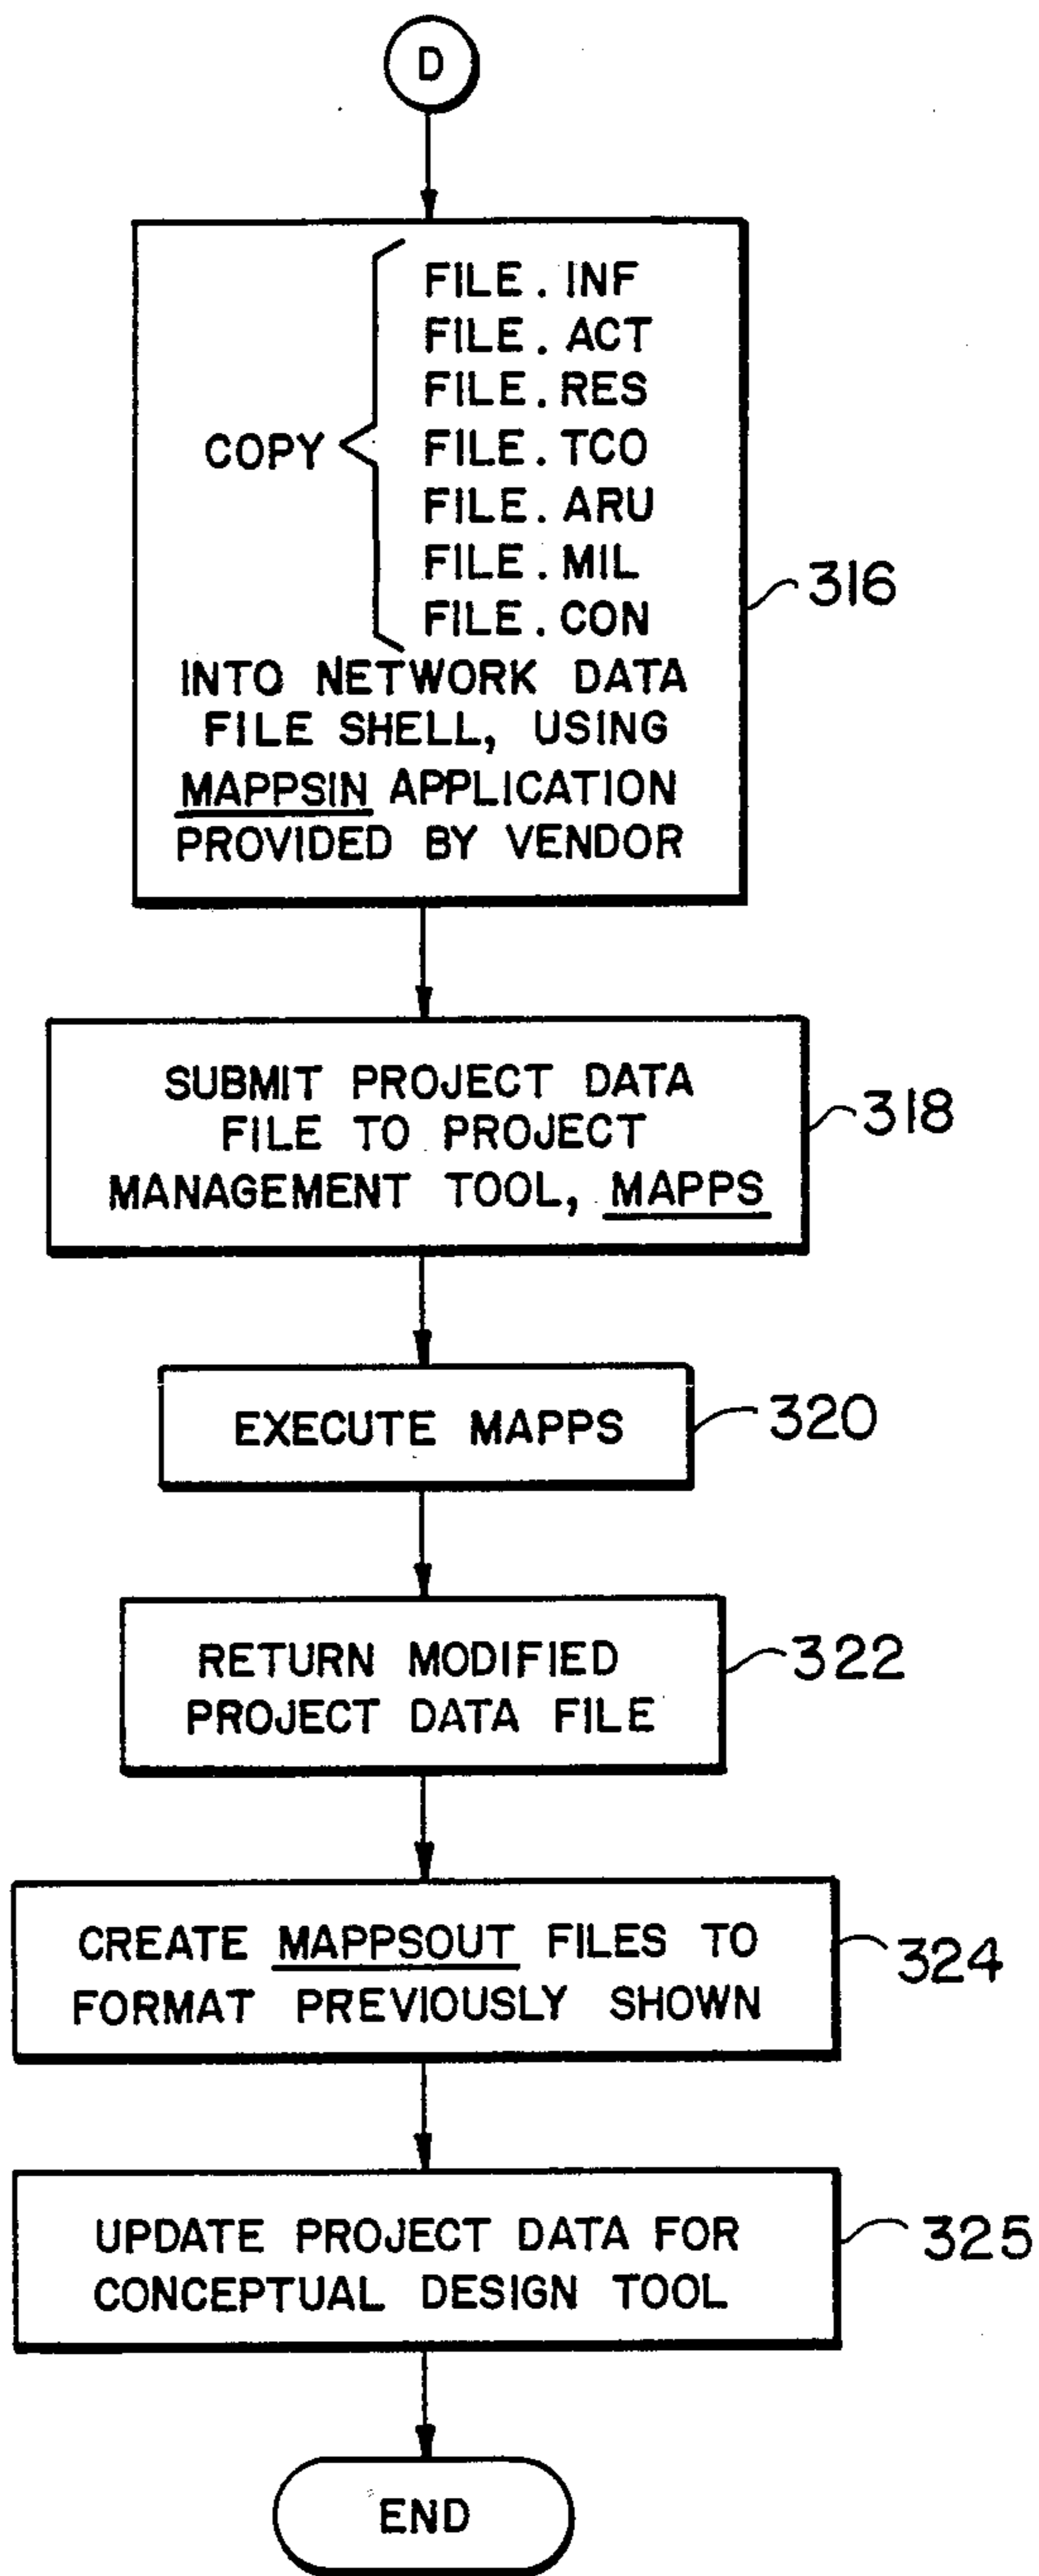 D
FILE. INF
FILE. ACT
FILE. RES
COPY FILE. TCO
FILE. ARU
FILE. MIL
FILE. CON
316
INTO NETWORK DATA
FILE SHELL, USING
MAPPSIN APPLICATION
PROVIDED BY VENDOR
SUBMIT PROJECT DATA
FILE TO PROJECT
MANAGEMENT TOOL, MAPPS
318
EXECUTE MAPPS
320
RETURN MODIFIED
PROJECT DATA FILE
322
CREATE MAPPSOUT FILES TO
FORMAT PREVIOUSLY SHOWN
324
UPDATE PROJECT DATA FOR
CONCEPTUAL DESIGN TOOL
325
END